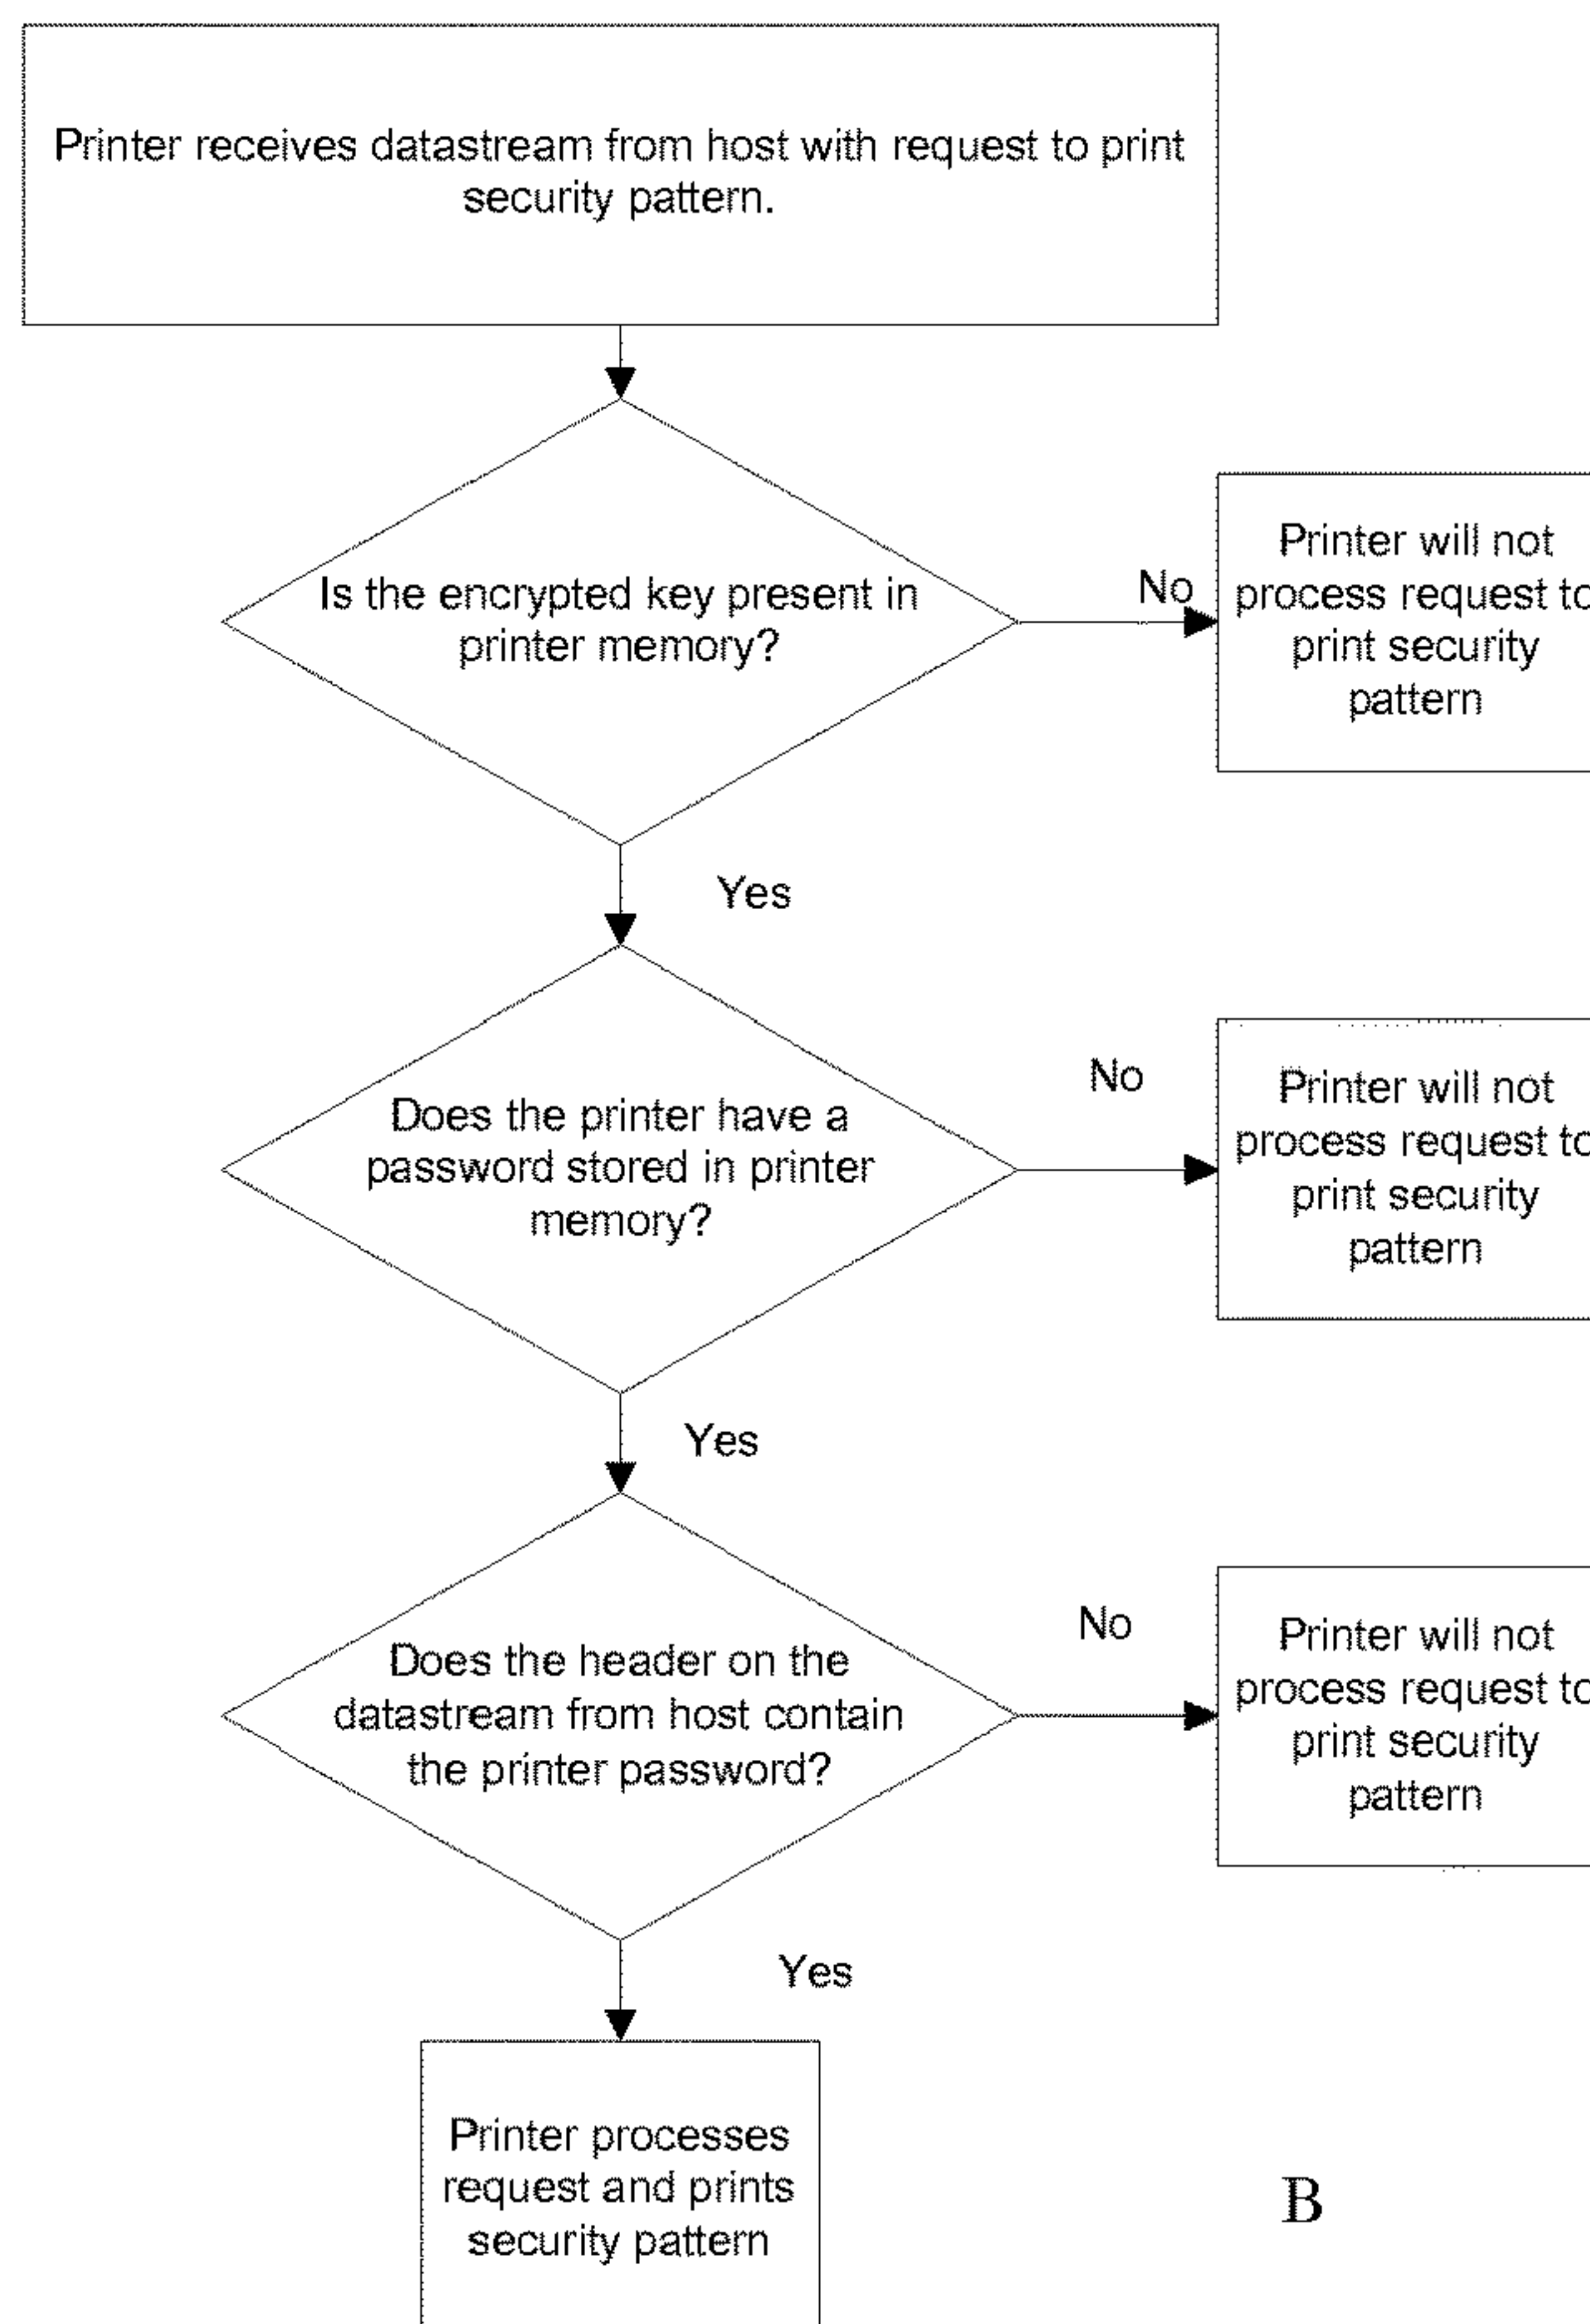 Printer receives datastream from host with request to print
security pattern.
Is the encrypted key present in
printer memory?
No
Printer will not
process request to
print security
pattern
Yes
Does the printer have a
password stored in printer
memory?
No
Printer will not
process request to
print security
pattern
Yes
Does the header on the
datastream from host contain
the printer password?
No
Printer will not
process request to
print security
pattern
Yes
Printer processes
request and prints
security pattern
B